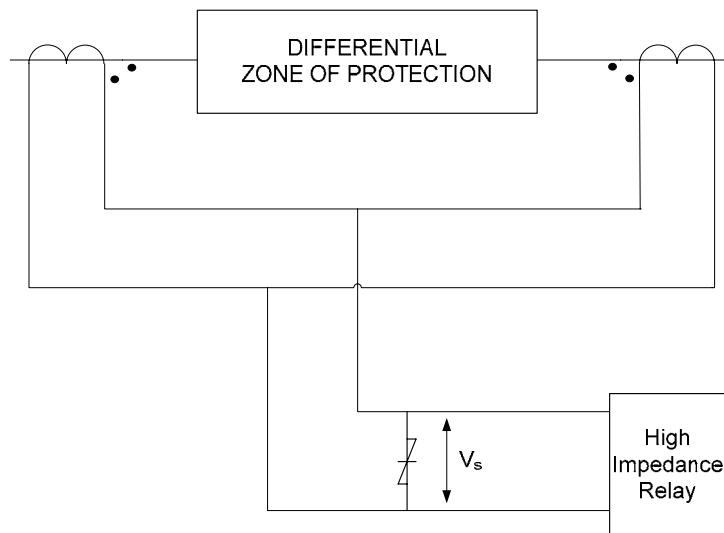 DIFFERENTIAL
ZONE OF PROTECTION
Vs
High
Impedance
Relay